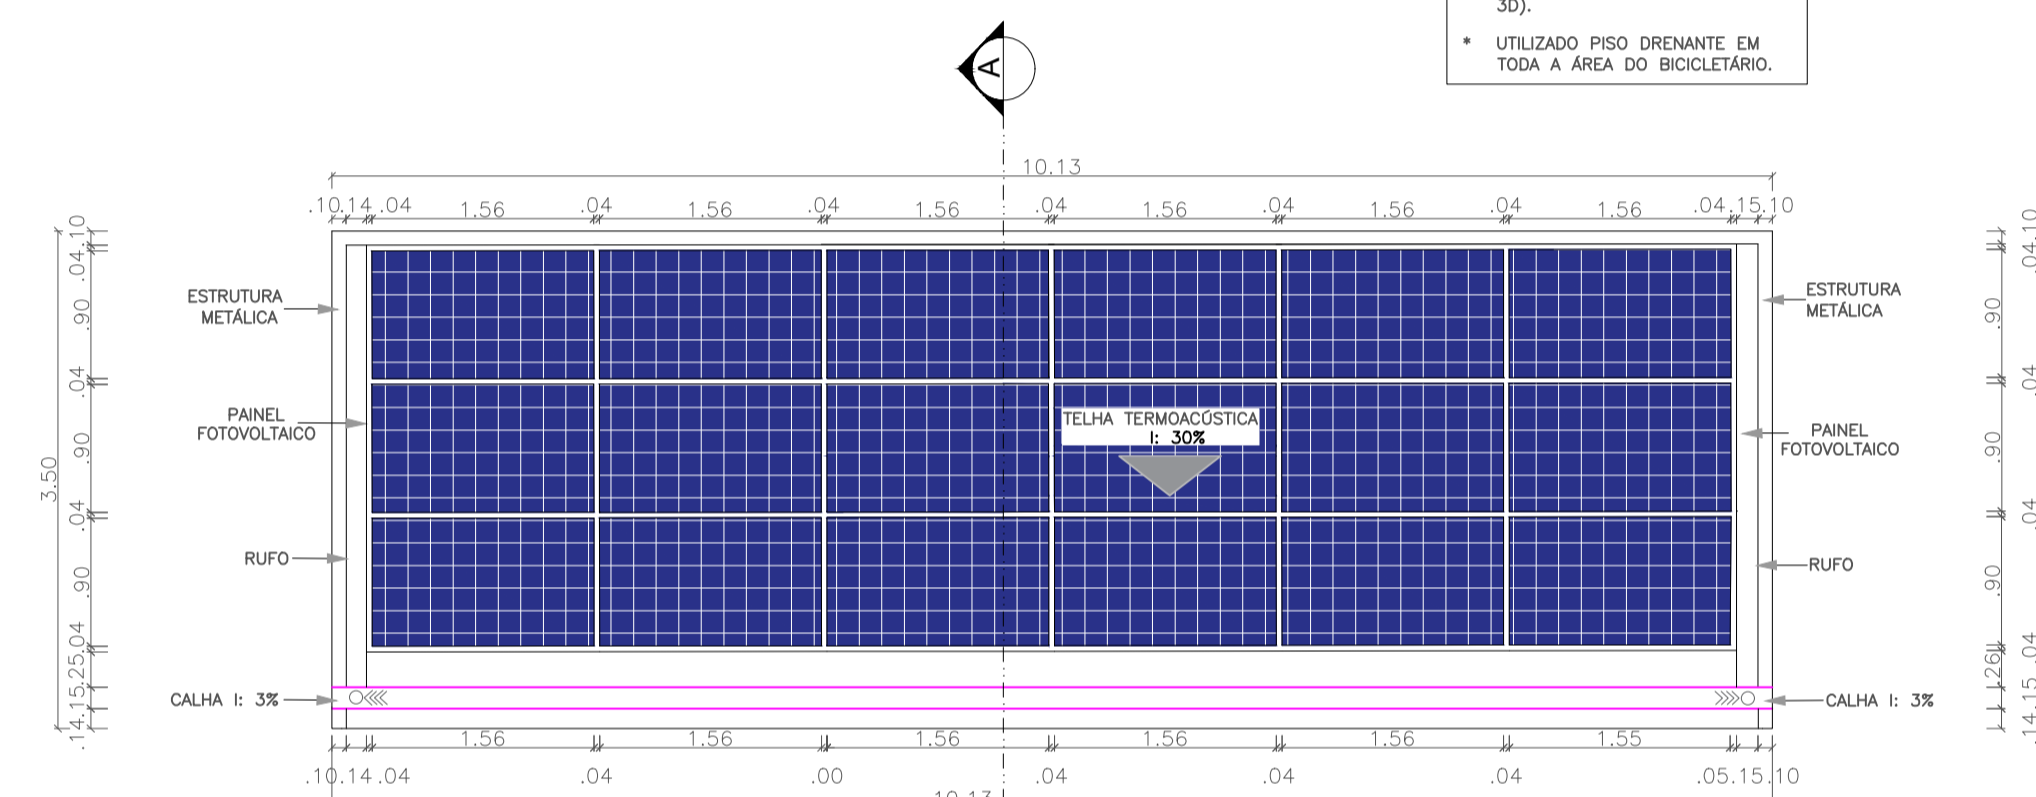 3D).
* UTILIZADO PISO DRENANTE EM
TODA A ÁREA DO BICICLETÁRIO.
A
10.13
.10 .14 .04 1.56 .04 1.56 .04 1.56 .04 1.56 .04 1.56 .04 1.56 .04 .15 .10
ESTRUTURA
METÁLICA
PAINEL
FOTOVOLTAICO
RUFO
CALHA I: 3%
3.50
.10
.04
.90
.04
.90
.04
.90
.04
.25
.15
.14
TELHA TERMOACÚSTICA
I: 30%
ESTRUTURA
METÁLICA
PAINEL
FOTOVOLTAICO
RUFO
CALHA I: 3%
.10
.04
.90
.04
.90
.04
.90
.04
.26
.15
.14
1.56 1.56 1.56 1.56 1.56 1.55
.10 .14 .04 .04 .00 .04 .04 .04 .05 .15 .10
10.13